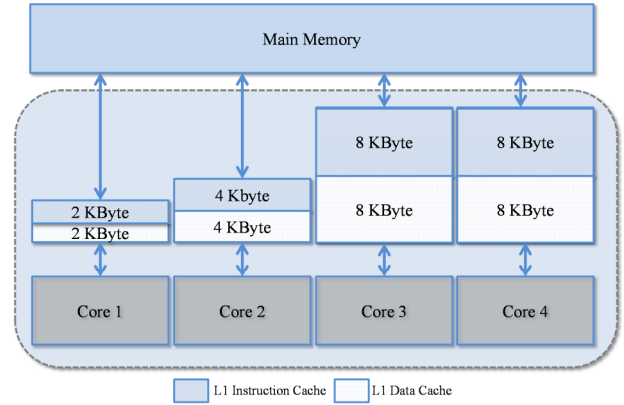 Main Memory
8 KByte
8 KByte
4 Kbyte
2 KByte
8 KByte
8 KByte
4 KByte
2 KByte
Core 1
Core 2
Core 3
Core 4
L1 Instruction Cache
L1 Data Cache